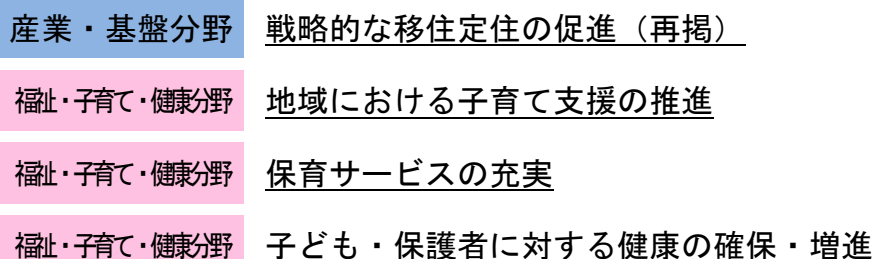 産業・基盤分野 戦略的な移住定住の促進（再掲）
福祉・子育て・健康分野 地域における子育て支援の推進
福祉・子育て・健康分野 保育サービスの充実
福祉・子育て・健康分野 子ども・保護者に対する健康の確保・増進